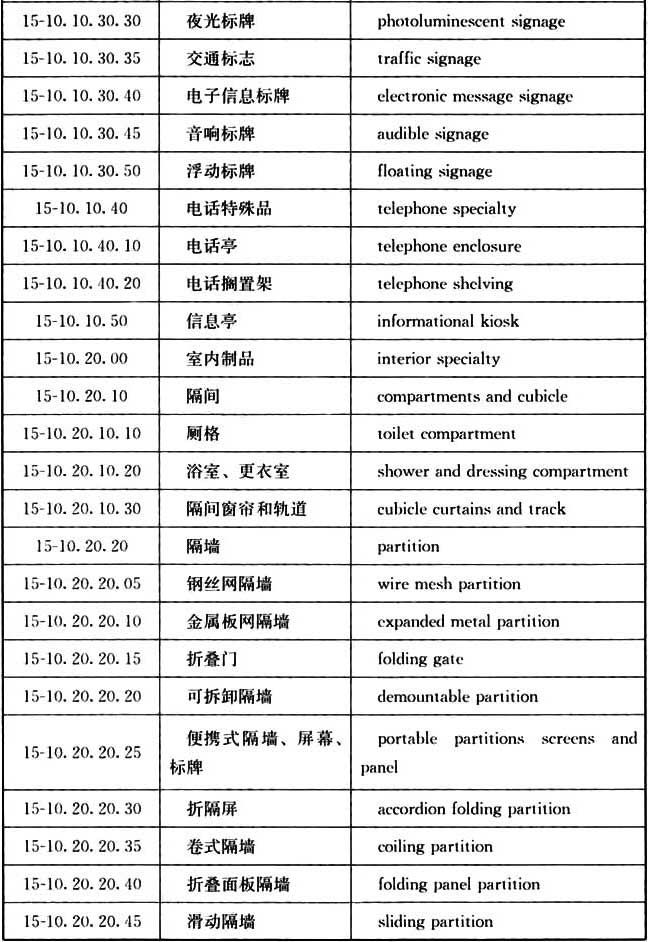 15-10.10.30.30 夜光标牌 photoluminescent signage
15-10.10.30.35 交通标志 traffic signage
15-10.10.30.40 电子信息标牌 electronic message signage
15-10.10.30.45 音响标牌 audible signage
15-10.10.30.50 浮动标牌 floating signage
15-10.10.40 电话特殊品 telephone specialty
15-10.10.40.10 电话亭 telephone enclosure
15-10.10.40.20 电话搁置架 telephone shelving
15-10.10.50 信息亭 informational kiosk
15-10.20.00 室内制品 interior specialty
15-10.20.10 隔间 compartments and cubicle
15-10.20.10.10 厕格 toilet compartment
15-10.20.10.20 浴室、更衣室 shower and dressing compartment
15-10.20.10.30 隔间窗帘和轨道 cubicle curtains and track
15-10.20.20 隔墙 partition
15-10.20.20.05 钢丝网隔墙 wire mesh partition
15-10.20.20.10 金属板网隔墙 expanded metal partition
15-10.20.20.15 折叠门 folding gate
15-10.20.20.20 可拆卸隔墙 demountable partition
15-10.20.20.25 便携式隔墙、屏幕、 portable partitions screens and
标牌 panel
15-10.20.20.30 折隔屏 accordion folding partition
15-10.20.20.35 卷式隔墙 coiling partition
15-10.20.20.40 折叠面板隔墙 folding panel partition
15-10.20.20.45 滑动隔墙 sliding partition